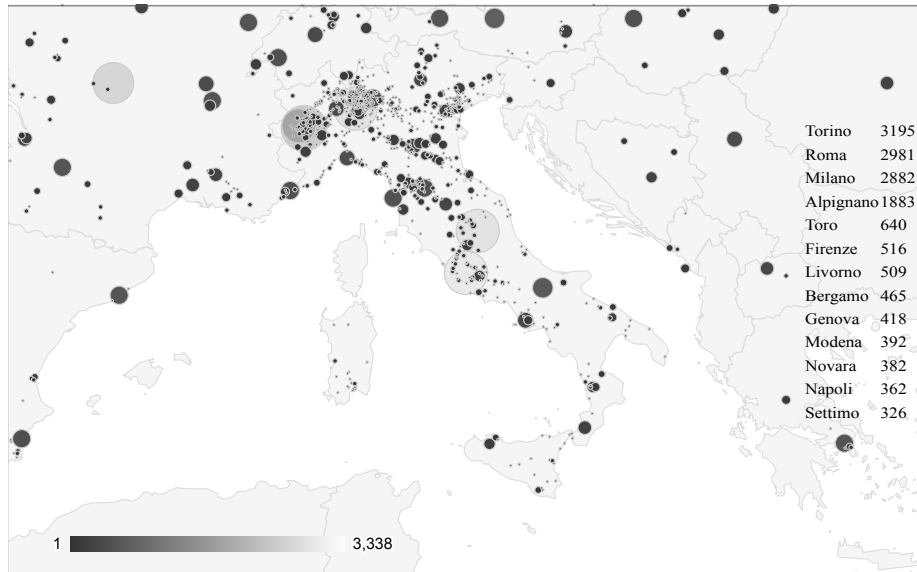 Torino 3195
Roma 2981
Milano 2882
Alpignano 1883
Toro 640
Firenze 516
Livorno 509
Bergamo 465
Genova 418
Modena 392
Novara 382
Napoli 362
Settimo 326
1 3,338